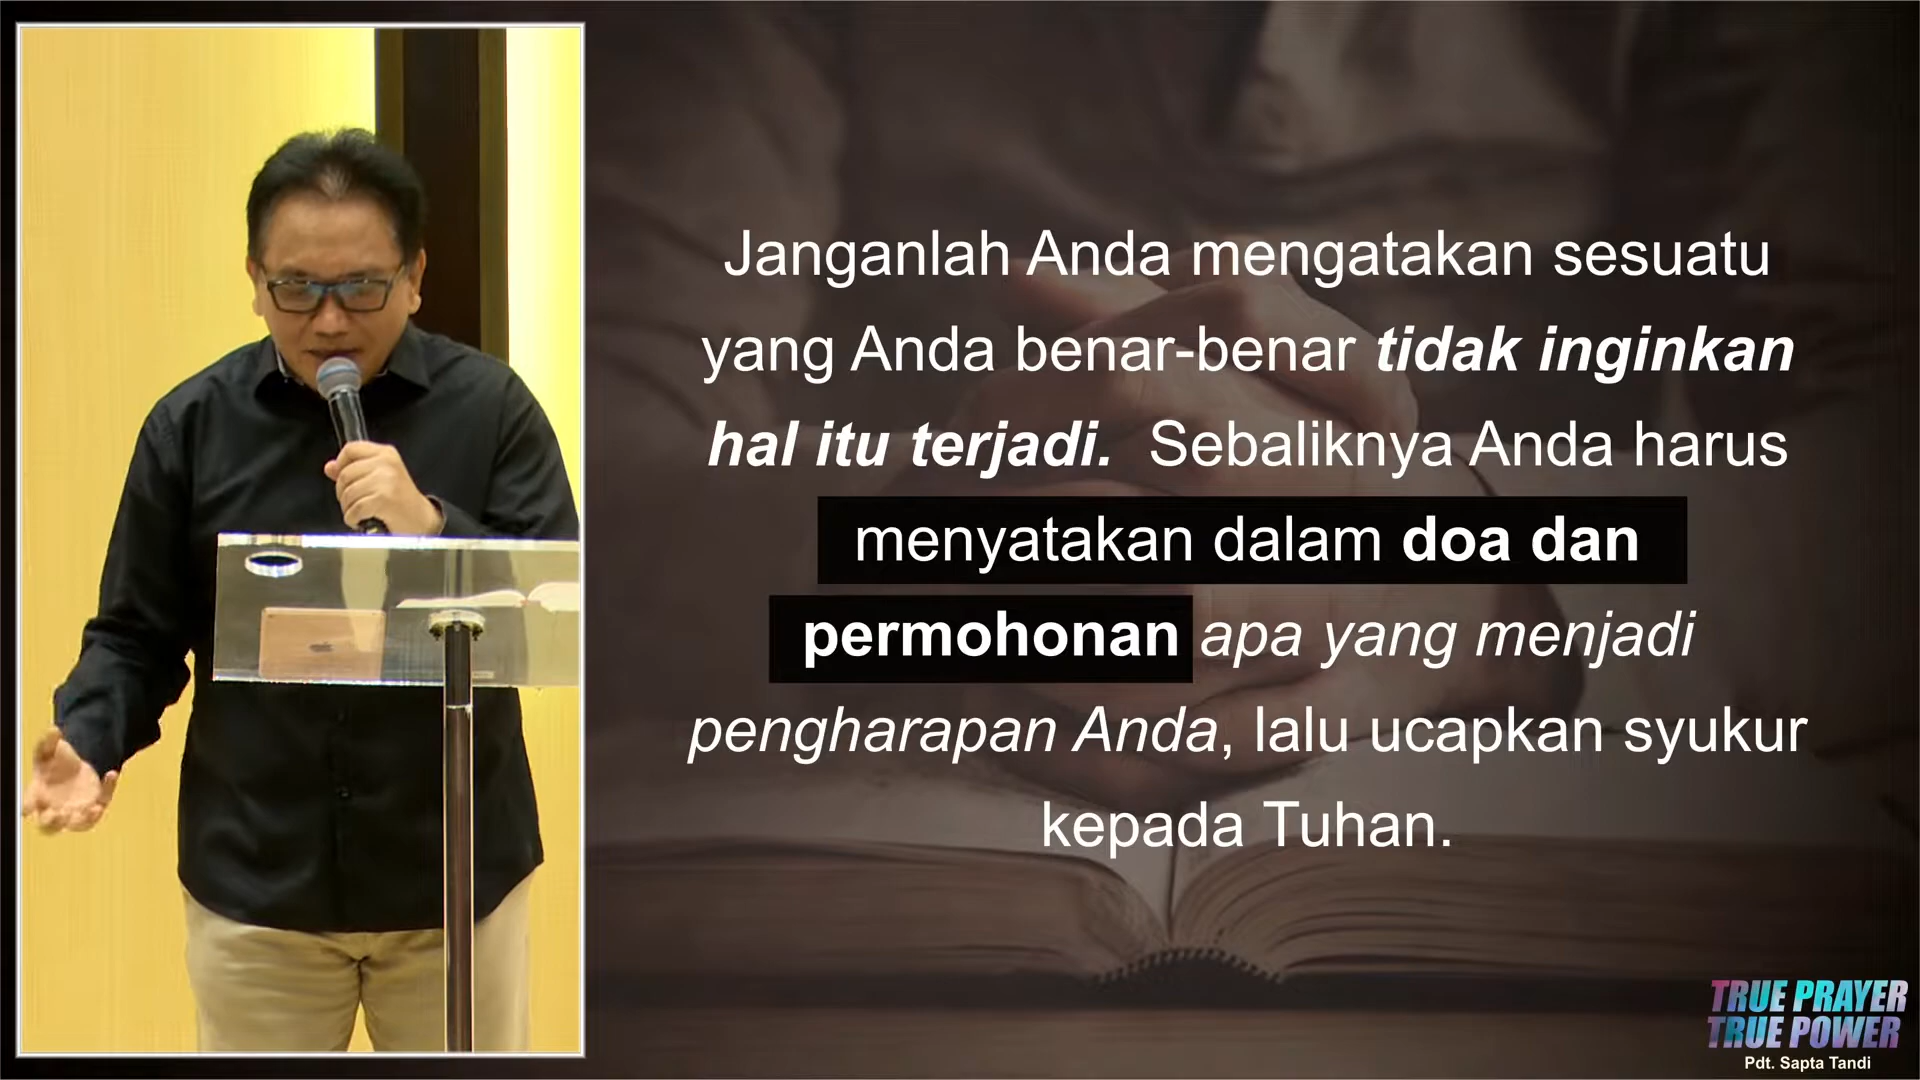 Janganlah Anda mengatakan sesuatu
yang Anda benar-benar tidak inginkan
hal itu terjadi. Sebaliknya Anda harus
menyatakan dalam doa dan
permohonan apa yang menjadi
pengharapan Anda, lalu ucapkan syukur
kepada Tuhan.
TRUE PRAYER
TRUE POWER
Pdt. Sapta Tandi